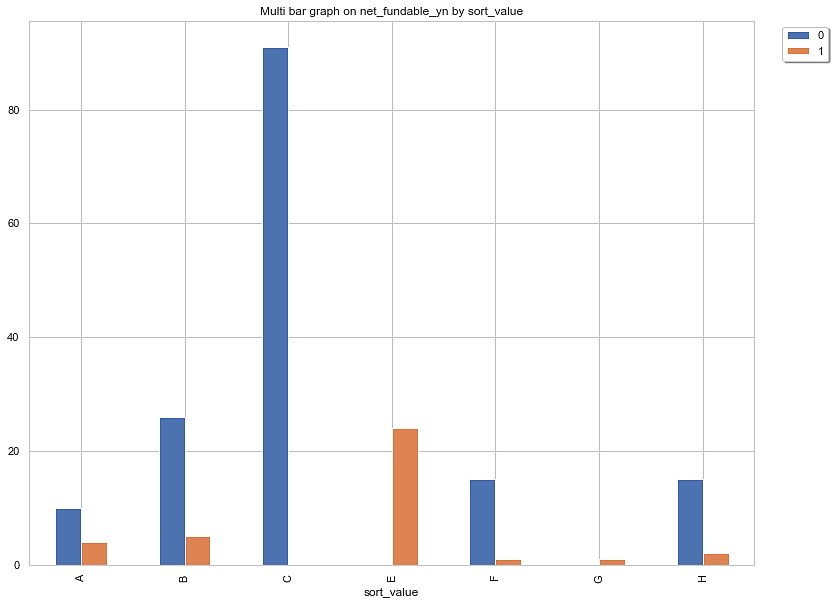 Multi bar graph on net_fundable_yn by sort_value
0
1
80
60
40
20
0
A
B
C
E
F
G
H
sort_value